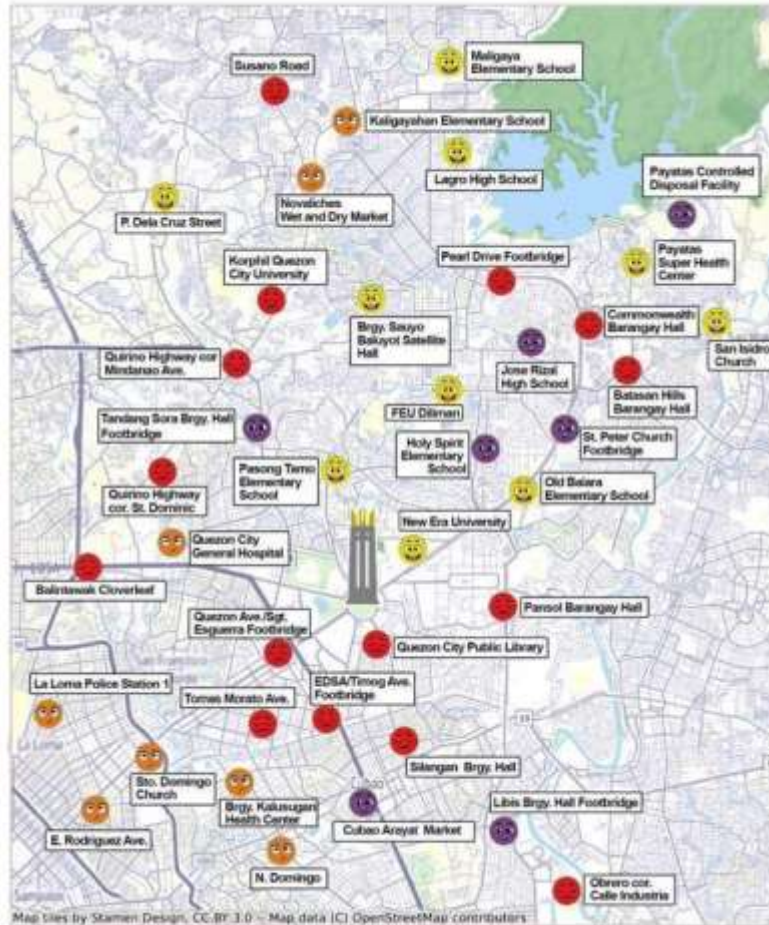 Maligaya
Elementary School
Susano Road
Kaligayahan Elementary School
Lagro High School
Payatas Controlled
Disposal Facility
Novaliches
Wet and Dry Market
P. Dela Cruz Street
Korphil Quezon
City University
Pearl Drive Footbridge
Payatas
Super Health
Center
Commonwealth
Barangay Hall
Brgy. Sauyo
Baluyot Satellite
Hall
San Isidro
Church
Quirino Highway cor
Mindanao Ave.
Jose Rizal
High School
Batasan Hills
Barangay Hall
FEU Diliman
Tandang Sora Brgy. Hall
Footbridge
Holy Spirit
Elementary
School
St. Peter Church
Footbridge
Pasong Tamo
Elementary
School
Quirino Highway
cor. St. Dominic
Old Balara
Elementary School
New Era University
Quezon City
General Hospital
Balintawak Cloverleaf
Pansol Barangay Hall
Quezon Ave./Sgt.
Esguerra Footbridge
Quezon City Public Library
La Loma Police Station 1
EDSA/Timog Ave.
Footbridge
Tomas Morato Ave.
La Loma
Silangan Brgy. Hall
Sto. Domingo
Church
Brgy. Kalusugan
Health Center
Libis Brgy. Hall Footbridge
Cubao Arayat Market
E. Rodriguez Ave.
N. Domingo
Obrero cor.
Calle Industria
Map tiles by Stamen Design, CC BY 3.0 -- Map data (C) OpenStreetMap contributors